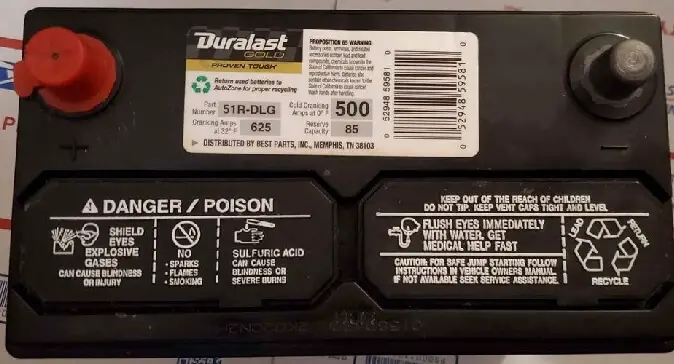 Duralast
GOLD
PROVEN TOUGH
Return used batteries to
AutoZone for proper recycling
PROPOSITION 65 WARNING:
Part
Number
51R-DLG
Cold Cranking
Amps at 0° F
500
Cranking Amps
at 32° F
625
Reserve
Capacity
85
DISTRIBUTED BY BEST PARTS, INC., MEMPHIS, TN 38103
0 52948 59581 0
+
−
DANGER / POISON
SHIELD
EYES
EXPLOSIVE
GASES
CAN CAUSE BLINDNESS
OR INJURY
NO
• SPARKS
• FLAMES
• SMOKING
SULFURIC ACID
CAN CAUSE
BLINDNESS OR
SEVERE BURNS
KEEP OUT OF THE REACH OF CHILDREN
DO NOT TIP. KEEP VENT CAPS TIGHT AND LEVEL
FLUSH EYES IMMEDIATELY
WITH WATER, GET
MEDICAL HELP FAST
CAUTION: FOR SAFE JUMP STARTING FOLLOW
INSTRUCTIONS IN VEHICLE OWNERS MANUAL.
IF NOT AVAILABLE SEEK SERVICE ASSISTANCE.
LEAD
RETURN
RECYCLE